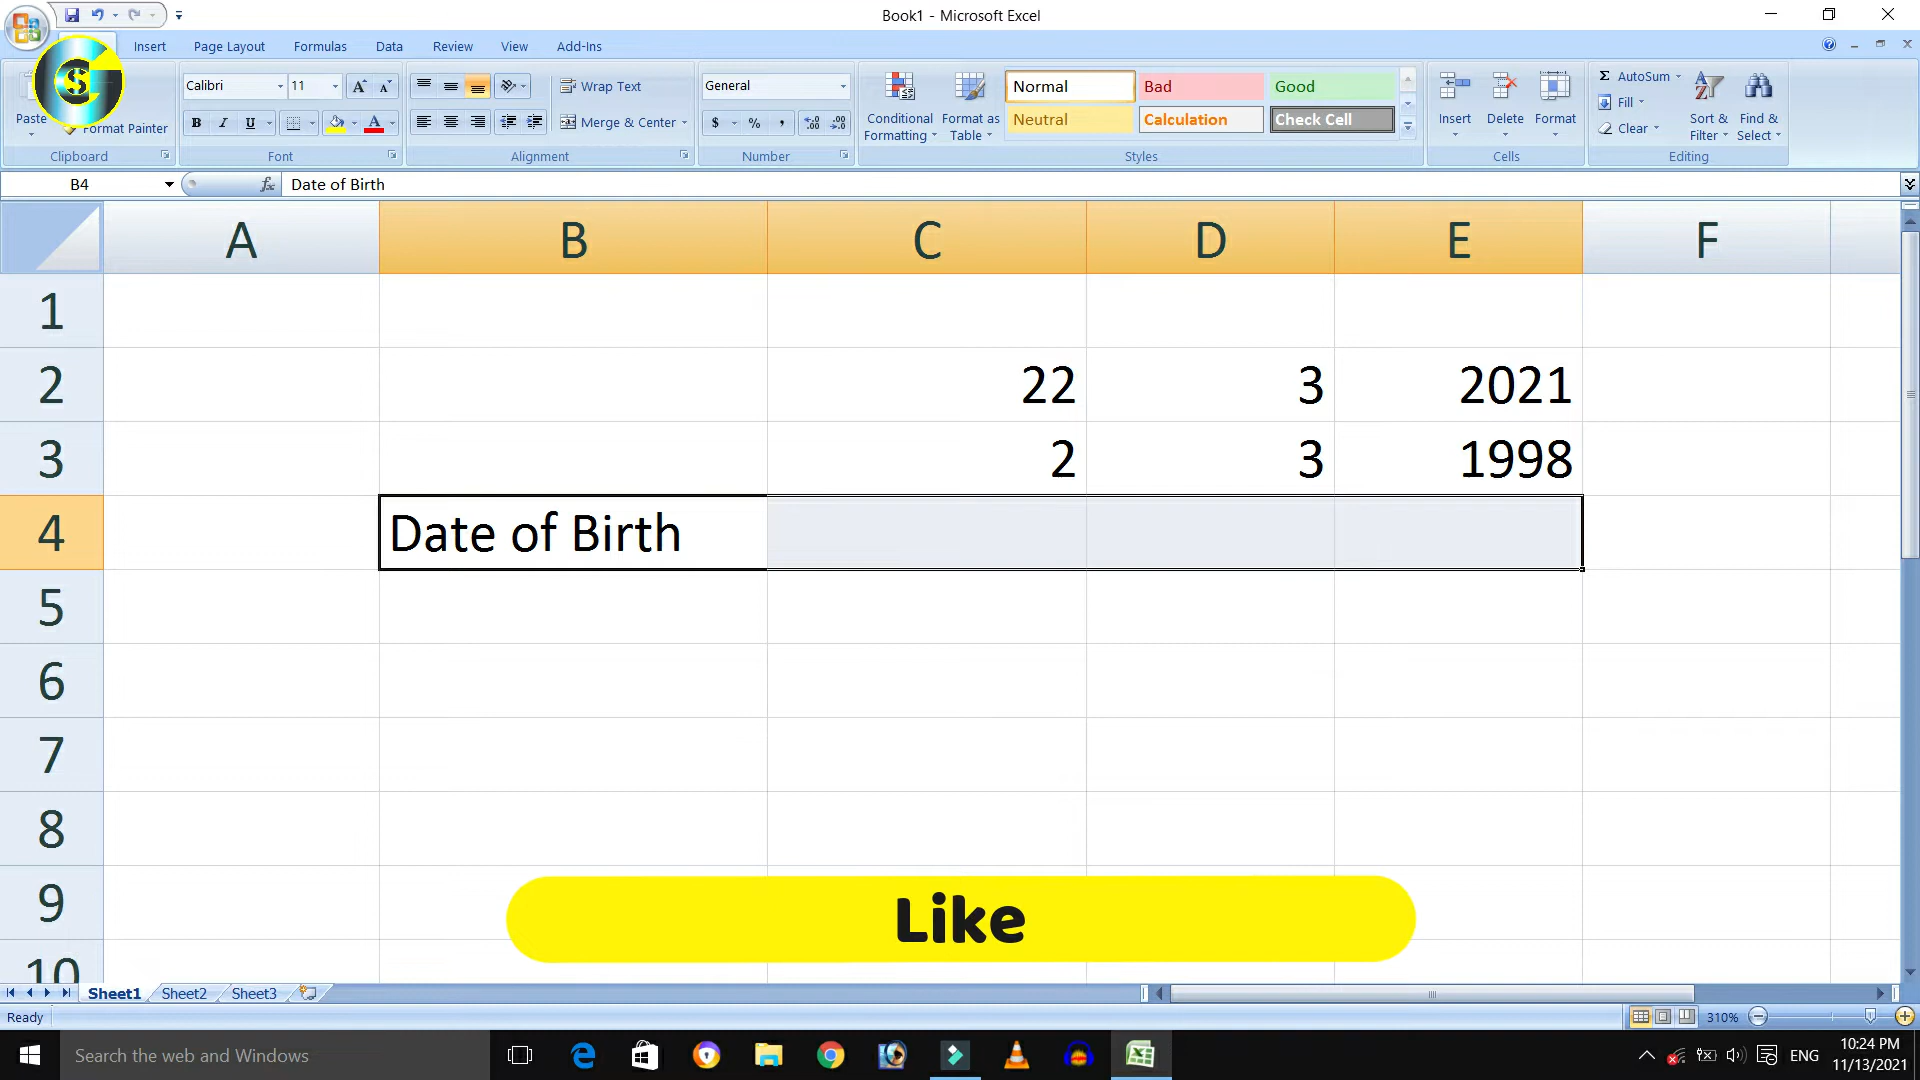 Book1 - Microsoft Excel
Insert Page Layout Formulas Data Review View Add-Ins
Paste
Format Painter
Clipboard
Calibri 11
B I U A
Font
Wrap Text
Merge & Center
Alignment
General
$ % ,
Number
Conditional Formatting
Format as Table
Normal Bad Good
Neutral Calculation Check Cell
Styles
Insert Delete Format
Cells
Σ AutoSum
Fill
Clear
Sort & Filter
Find & Select
Editing
B4 fx Date of Birth
A B C D E F
1
2 22 3 2021
3 2 3 1998
4 Date of Birth
5
6
7
8
9
10
Like
Sheet1 Sheet2 Sheet3
Ready 310%
Search the web and Windows
ENG
10:24 PM
11/13/2021